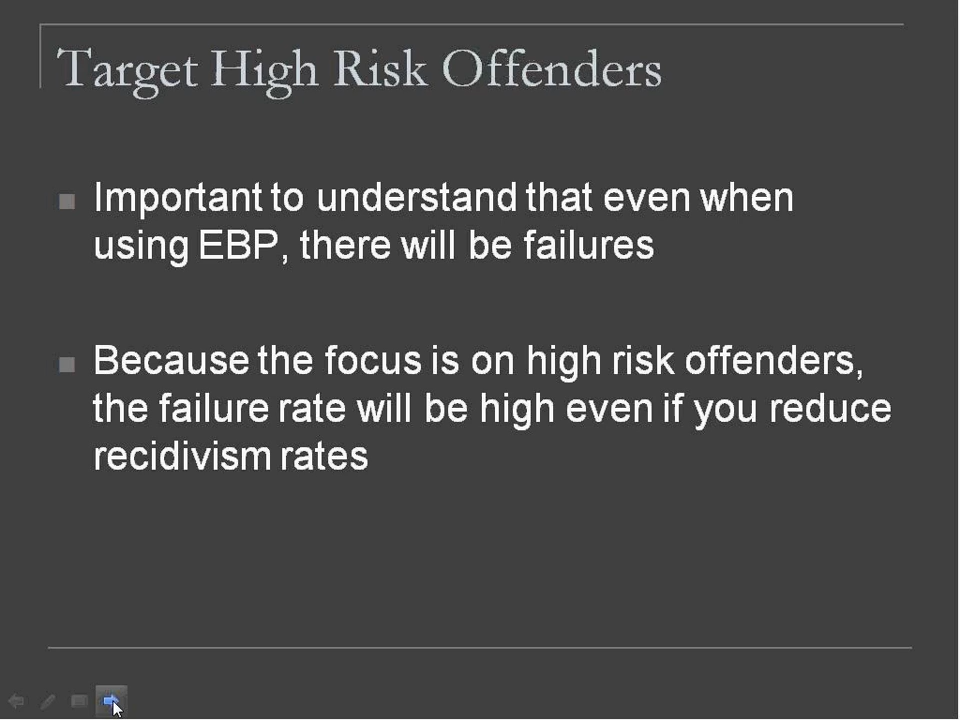 Target High Risk Offenders
Important to understand that even when
using EBP, there will be failures
Because the focus is on high risk offenders,
the failure rate will be high even if you reduce
recidivism rates